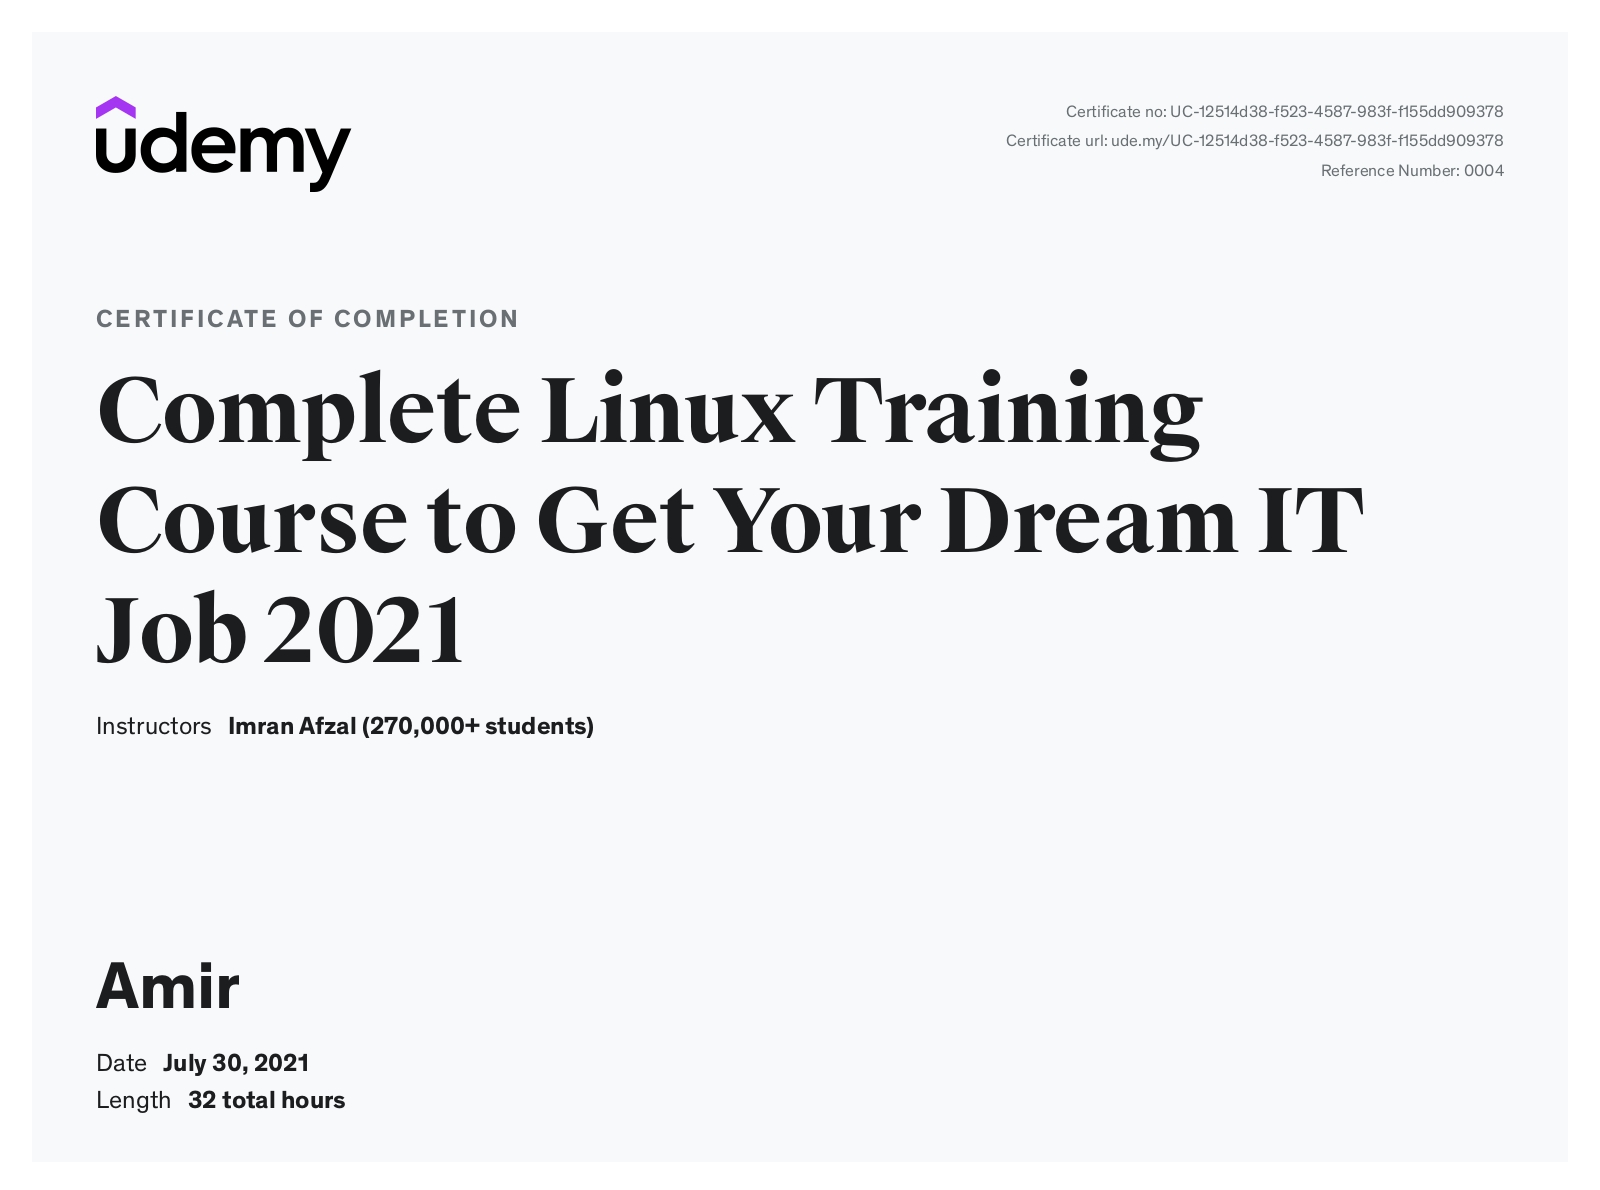 udemy
Certificate no: UC-12514d38-f523-4587-983f-f155dd909378
Certificate url: ude.my/UC-12514d38-f523-4587-983f-f155dd909378
Reference Number: 0004
CERTIFICATE OF COMPLETION
Complete Linux Training
Course to Get Your Dream IT
Job 2021
Instructors Imran Afzal (270,000+ students)
Amir
Date July 30, 2021
Length 32 total hours